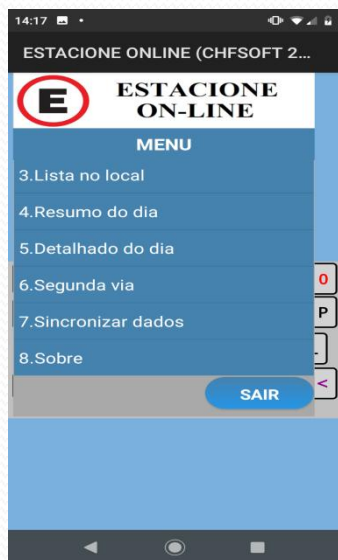 14:17
ESTACIONE ONLINE (CHFSOFT 2...
E
ESTACIONE
ON-LINE
MENU
3.Lista no local
4.Resumo do dia
5.Detalhado do dia
6.Segunda via
0
7.Sincronizar dados
P
8.Sobre
SAIR
<